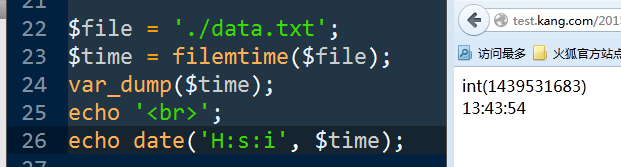 21
22 $file = './data.txt';
23 $time = filemtime($file);
24 var_dump($time);
25 echo '<br>';
26 echo date('H:s:i', $time);
test.kang.com/201
访问最多 火狐官方站点
int(1439531683)
13:43:54